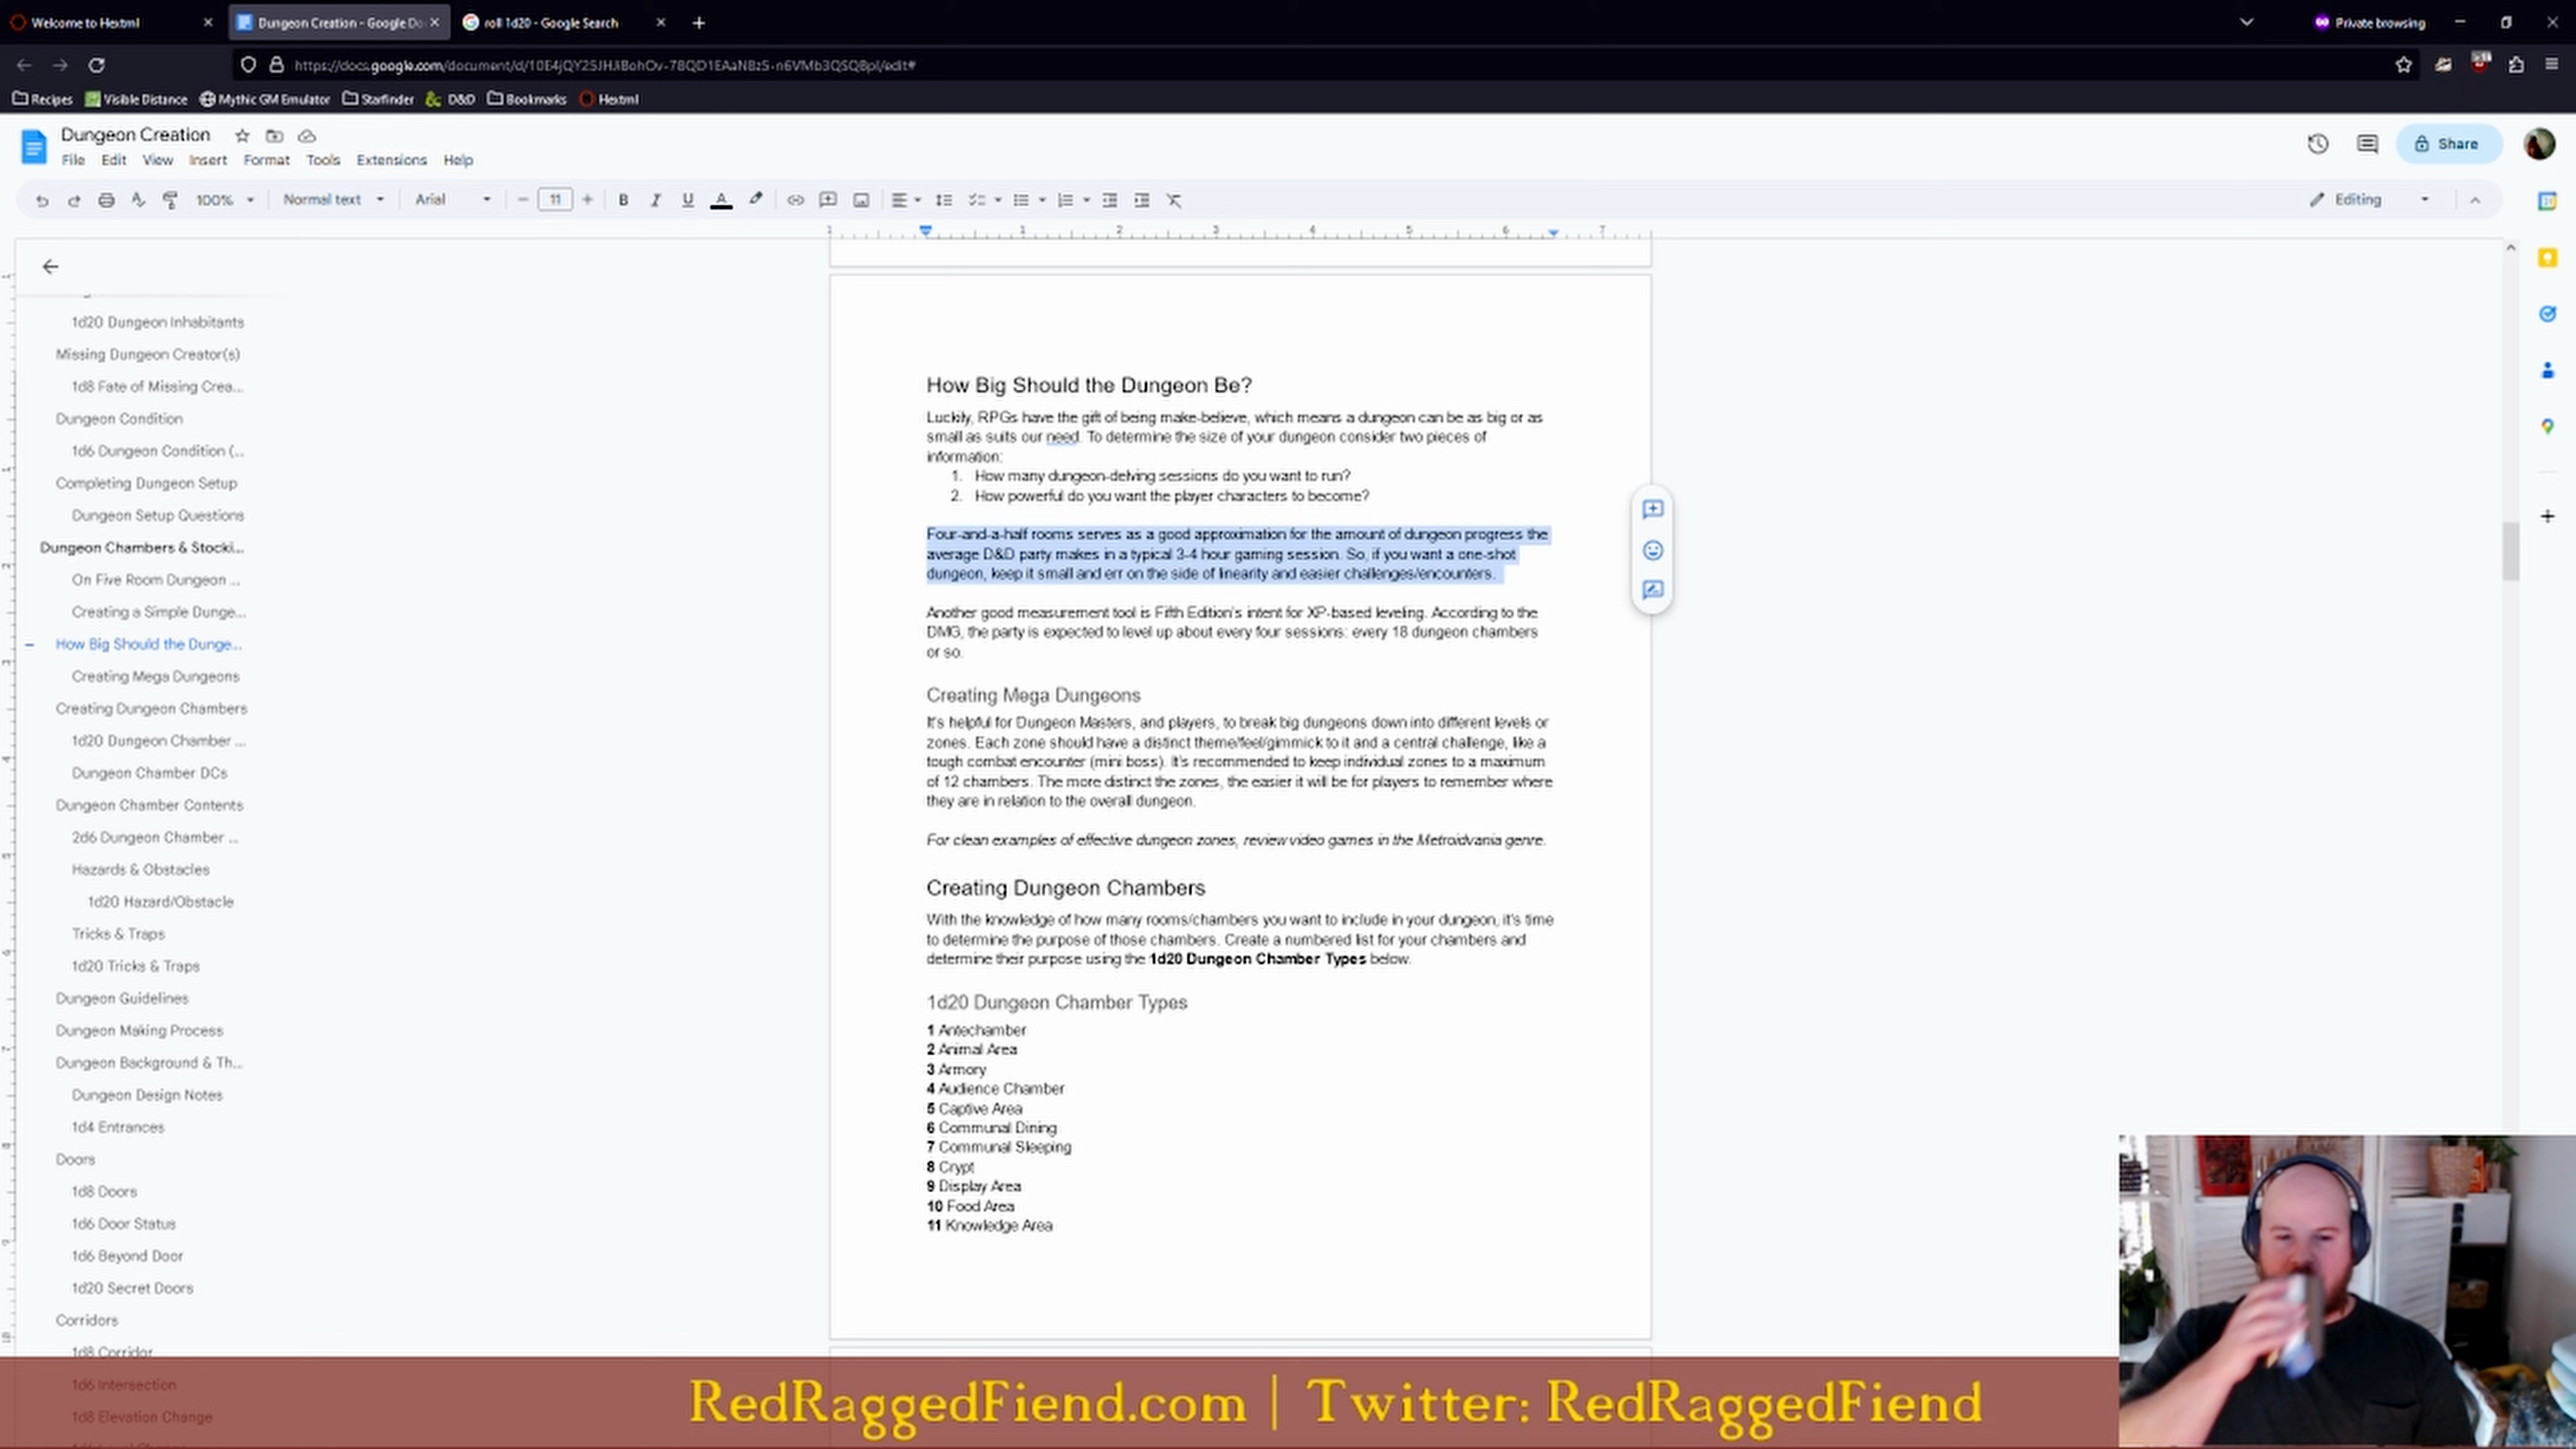 Welcome to Hextml
Dungeon Creation - Google Do
roll 1d20 - Google Search
Private browsing
Recipes
Visible Distance
Mythic GM Emulator
Starfinder
D&D
Bookmarks
Hextml
Dungeon Creation
File Edit View Insert Format Tools Extensions Help
Share
100%
Normal text
Arial
11
Editing
1 1 2 3 4 5 6 7
1d20 Dungeon Inhabitants
Missing Dungeon Creator(s)
1d8 Fate of Missing Crea...
Dungeon Condition
1d6 Dungeon Condition (...
Completing Dungeon Setup
Dungeon Setup Questions
Dungeon Chambers & Stocki...
On Five Room Dungeon ...
Creating a Simple Dunge...
How Big Should the Dunge...
Creating Mega Dungeons
Creating Dungeon Chambers
1d20 Dungeon Chamber ...
Dungeon Chamber DCs
Dungeon Chamber Contents
2d6 Dungeon Chamber ...
Hazards & Obstacles
1d20 Hazard/Obstacle
Tricks & Traps
1d20 Tricks & Traps
Dungeon Guidelines
Dungeon Making Process
Dungeon Background & Th...
Dungeon Design Notes
1d4 Entrances
Doors
1d8 Doors
1d6 Door Status
1d6 Beyond Door
1d20 Secret Doors
Corridors
1d8 Corridor
1d6 Intersection
1d8 Elevation Change
How Big Should the Dungeon Be?
Luckily, RPGs have the gift of being make-believe, which means a dungeon can be as big or as
small as suits our need. To determine the size of your dungeon consider two pieces of
information:
1. How many dungeon-delving sessions do you want to run?
2. How powerful do you want the player characters to become?
Four-and-a-half rooms serves as a good approximation for the amount of dungeon progress the
average D&D party makes in a typical 3-4 hour gaming session. So, if you want a one-shot
dungeon, keep it small and err on the side of linearity and easier challenges/encounters.
Another good measurement tool is Fifth Edition's intent for XP-based leveling. According to the
DMG, the party is expected to level up about every four sessions: every 18 dungeon chambers
or so.
Creating Mega Dungeons
It's helpful for Dungeon Masters, and players, to break big dungeons down into different levels or
zones. Each zone should have a distinct theme/feel/gimmick to it and a central challenge, like a
tough combat encounter (mini boss). It's recommended to keep individual zones to a maximum
of 12 chambers. The more distinct the zones, the easier it will be for players to remember where
they are in relation to the overall dungeon.
For clean examples of effective dungeon zones, review video games in the Metroidvania genre.
Creating Dungeon Chambers
With the knowledge of how many rooms/chambers you want to include in your dungeon, it's time
to determine the purpose of those chambers. Create a numbered list for your chambers and
determine their purpose using the 1d20 Dungeon Chamber Types below.
1d20 Dungeon Chamber Types
1 Antechamber
2 Animal Area
3 Armory
4 Audience Chamber
5 Captive Area
6 Communal Dining
7 Communal Sleeping
8 Crypt
9 Display Area
10 Food Area
11 Knowledge Area
RedRaggedFiend.com | Twitter: RedRaggedFiend